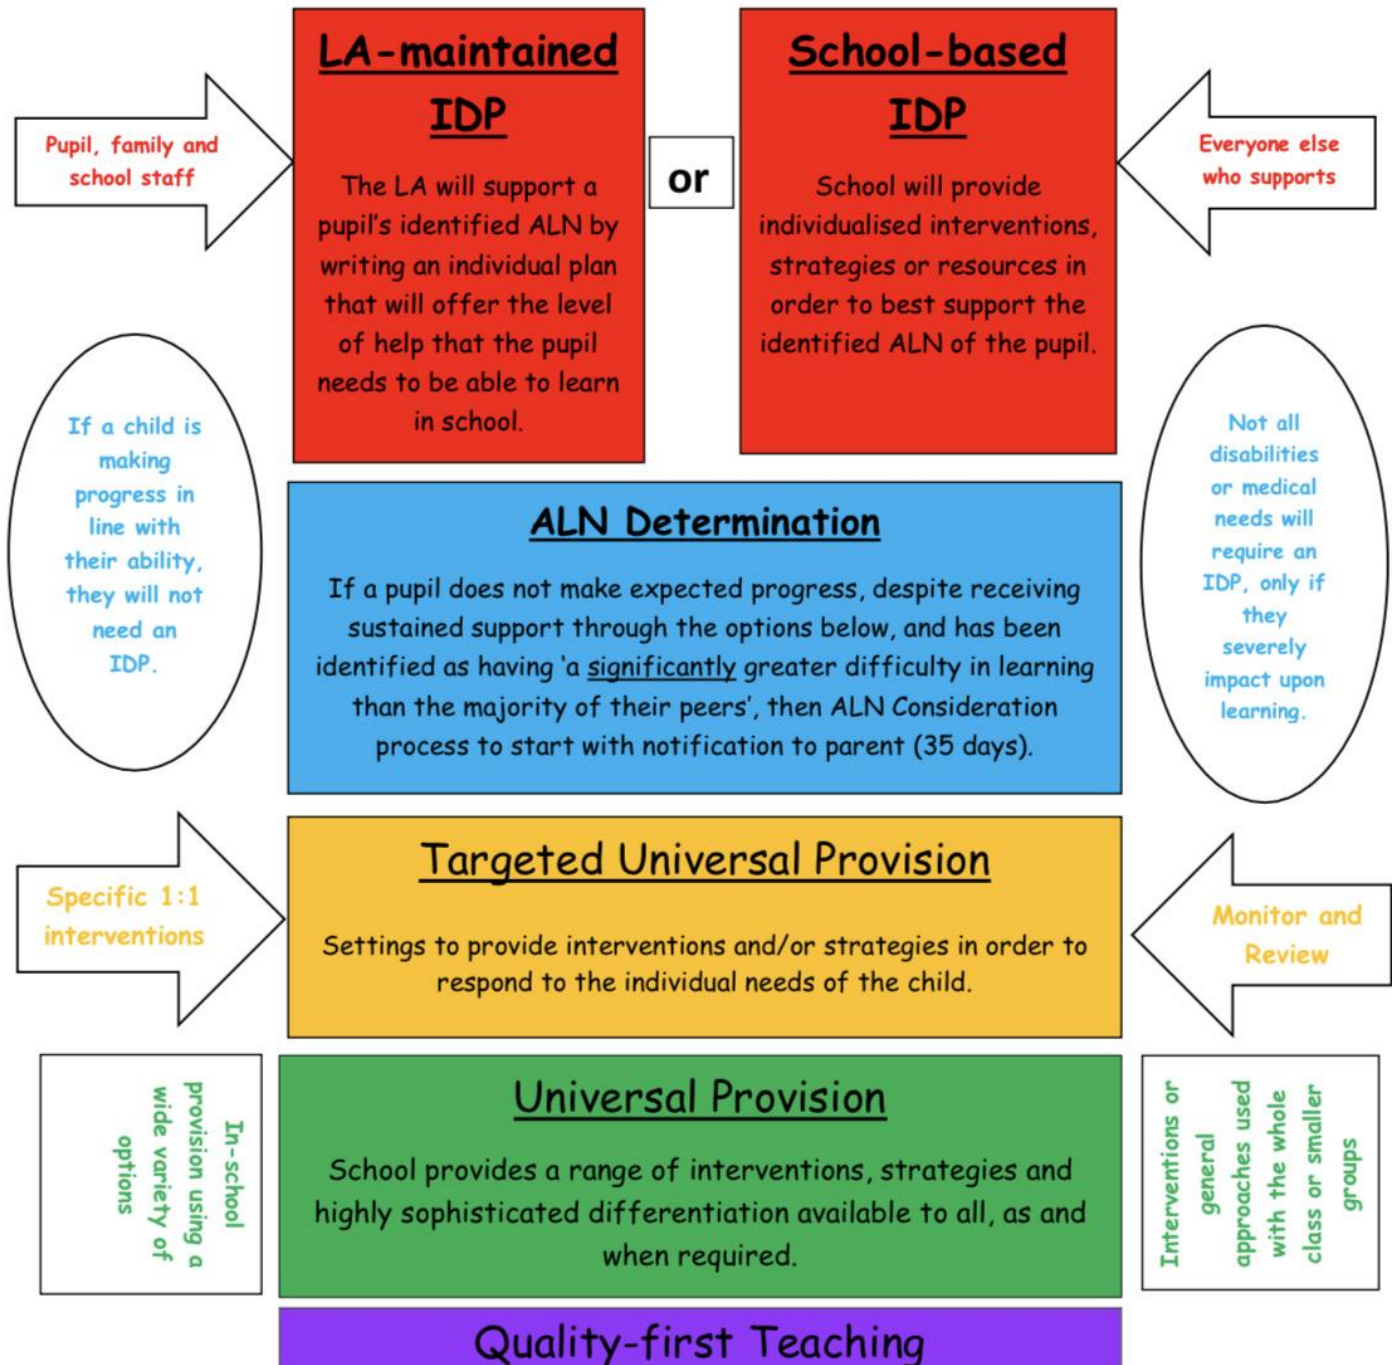 LA-maintained
IDP
The LA will support a
pupil's identified ALN by
writing an individual plan
that will offer the level
of help that the pupil
needs to be able to learn
in school.
or
School-based
IDP
School will provide
individualised interventions,
strategies or resources in
order to best support the
identified ALN of the pupil.
Pupil, family and
school staff
Everyone else
who supports
If a child is
making
progress in
line with
their ability,
they will not
need an
IDP.
ALN Determination
If a pupil does not make expected progress, despite receiving
sustained support through the options below, and has been
identified as having 'a significantly greater difficulty in learning
than the majority of their peers', then ALN Consideration
process to start with notification to parent (35 days).
Not all
disabilities
or medical
needs will
require an
IDP, only if
they
severely
impact upon
learning.
Specific 1:1
interventions
Targeted Universal Provision
Settings to provide interventions and/or strategies in order to
respond to the individual needs of the child.
Monitor and
Review
In-school
provision using a
wide variety of
options
Universal Provision
School provides a range of interventions, strategies and
highly sophisticated differentiation available to all, as and
when required.
Interventions or
general
approaches used
with the whole
class or smaller
groups
Quality-first Teaching